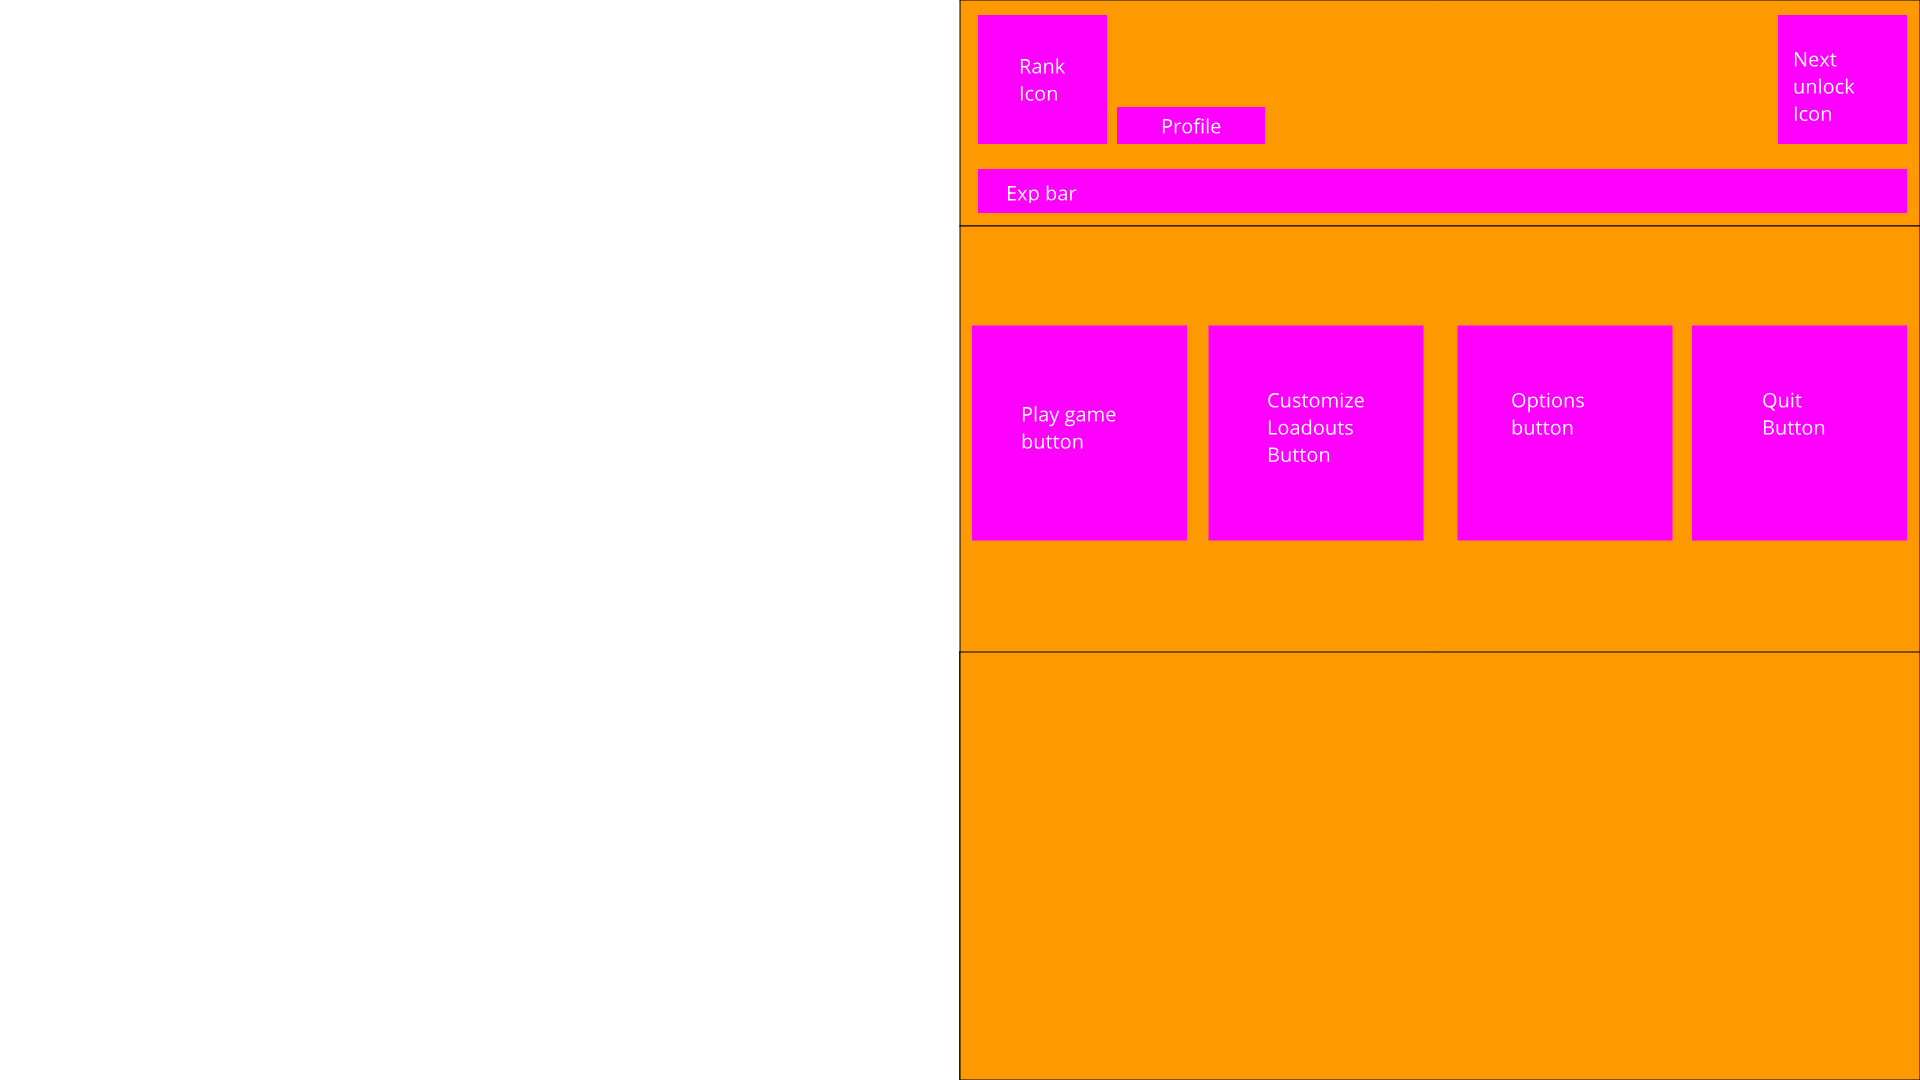 Rank
Icon
Next
unlock
Icon
Profile
Exp bar
Play game
button
Customize
Loadouts
Button
Options
button
Quit
Button